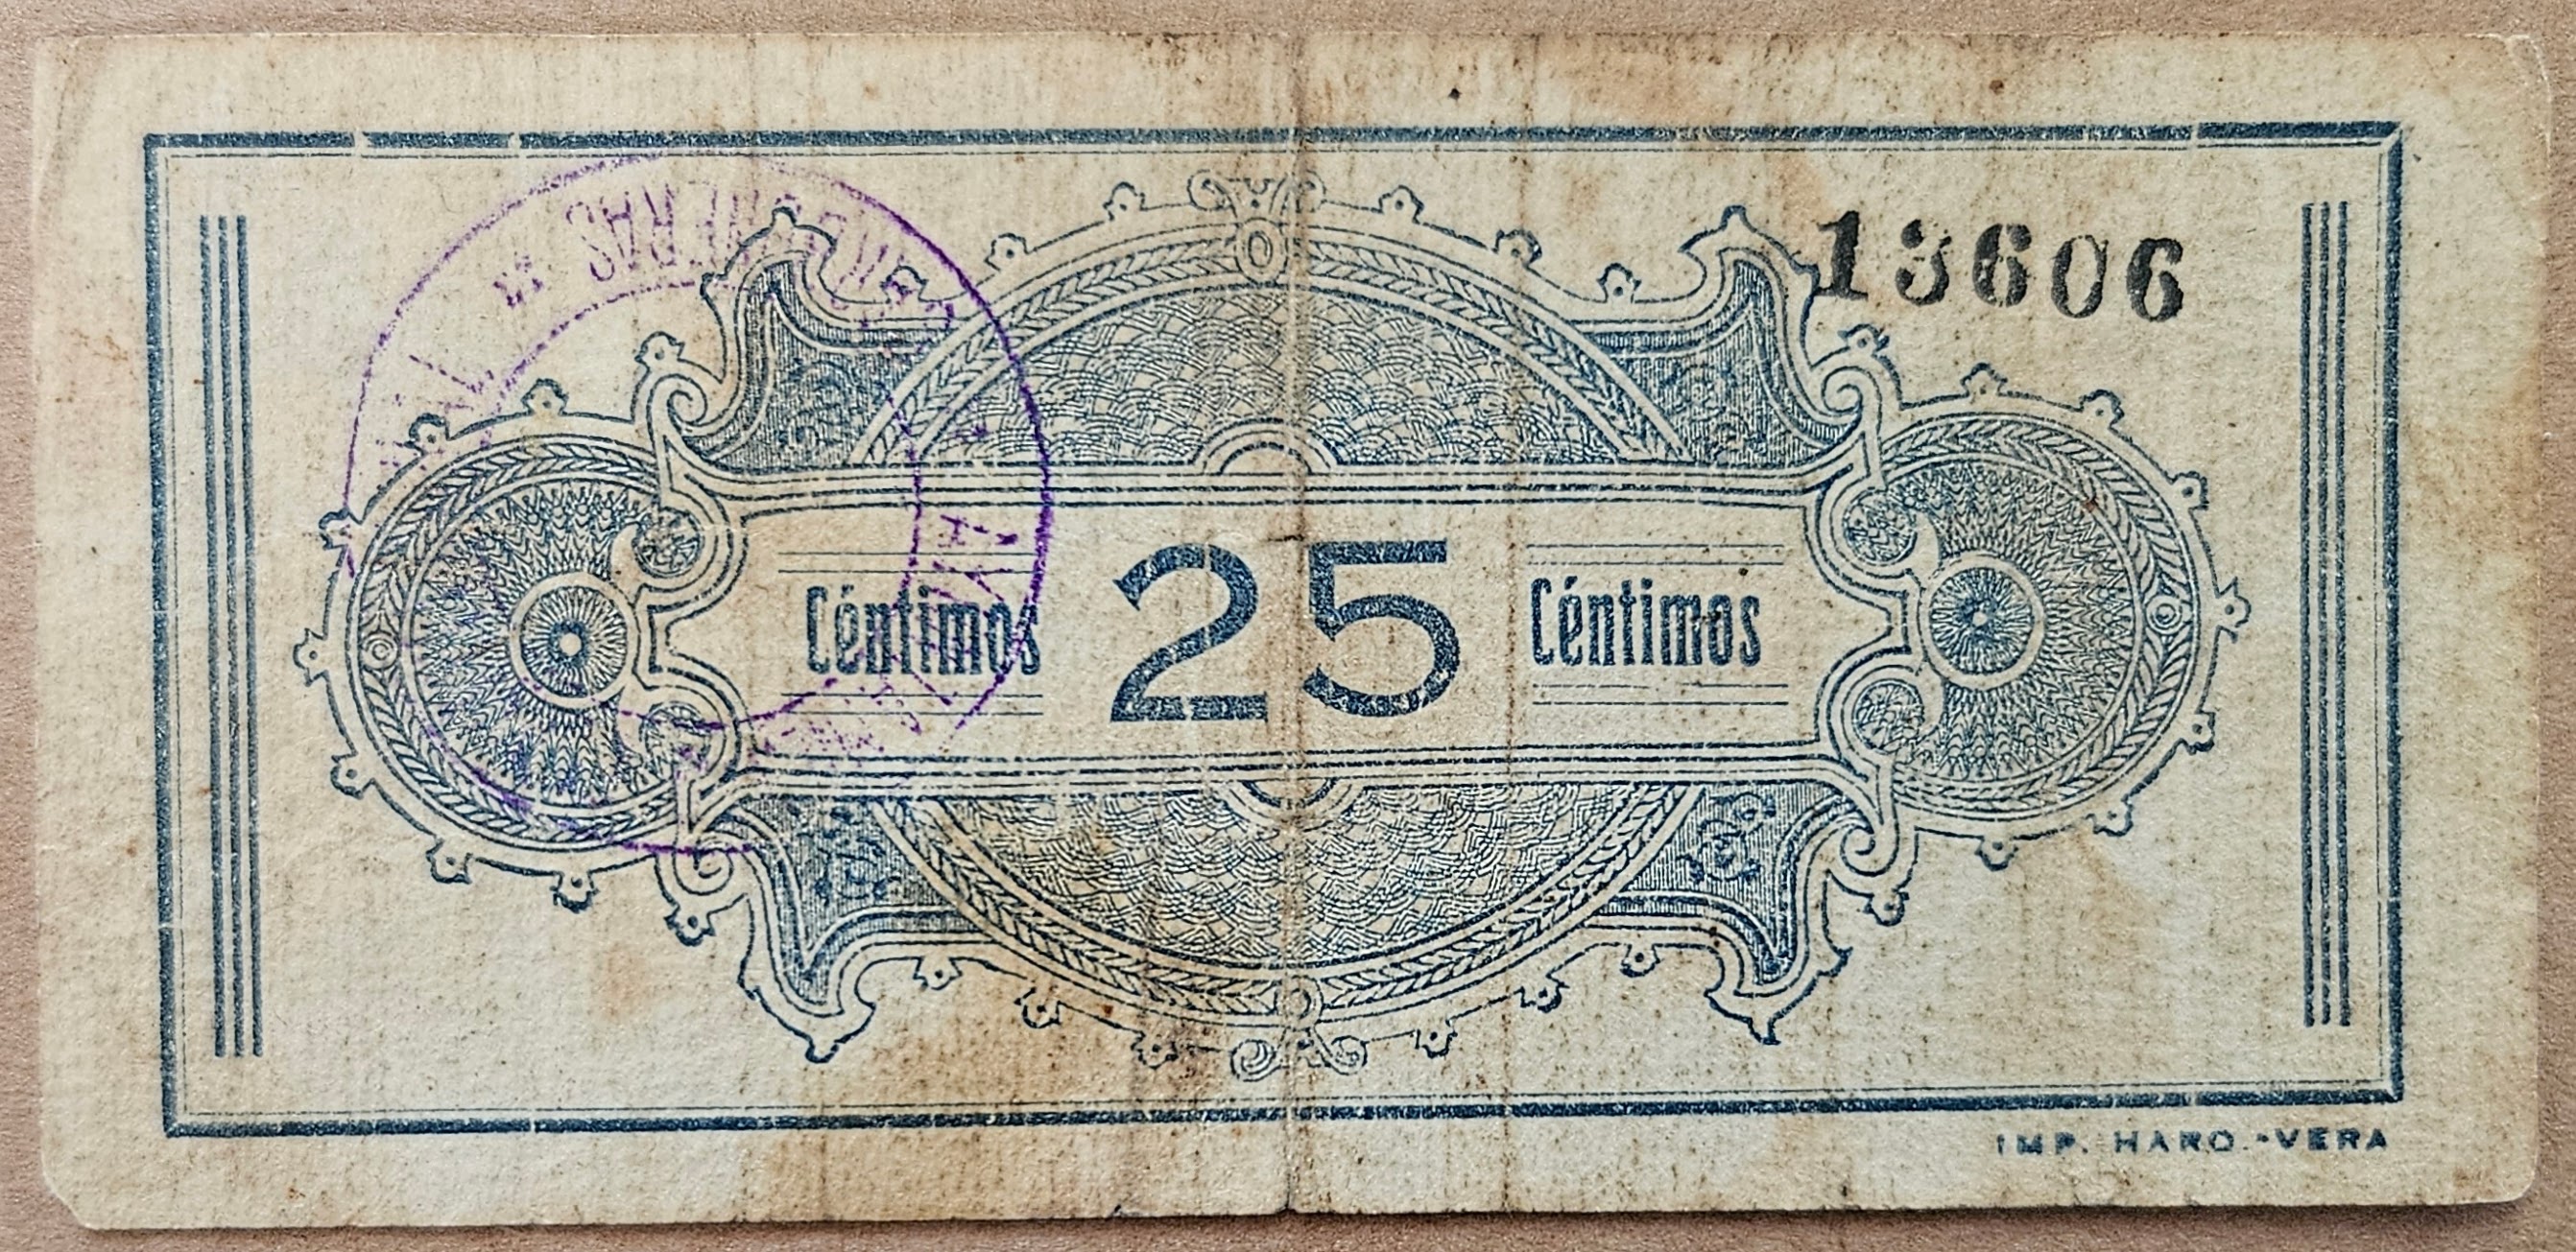 13606
Céntimos 25 Céntimos
IMP. HARO.-VERA